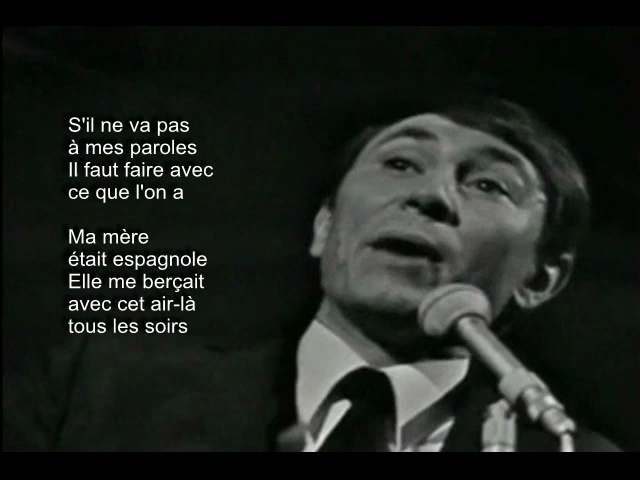 S'il ne va pas
à mes paroles
Il faut faire avec
ce que l'on a
Ma mère
était espagnole
Elle me berçait
avec cet air-là
tous les soirs